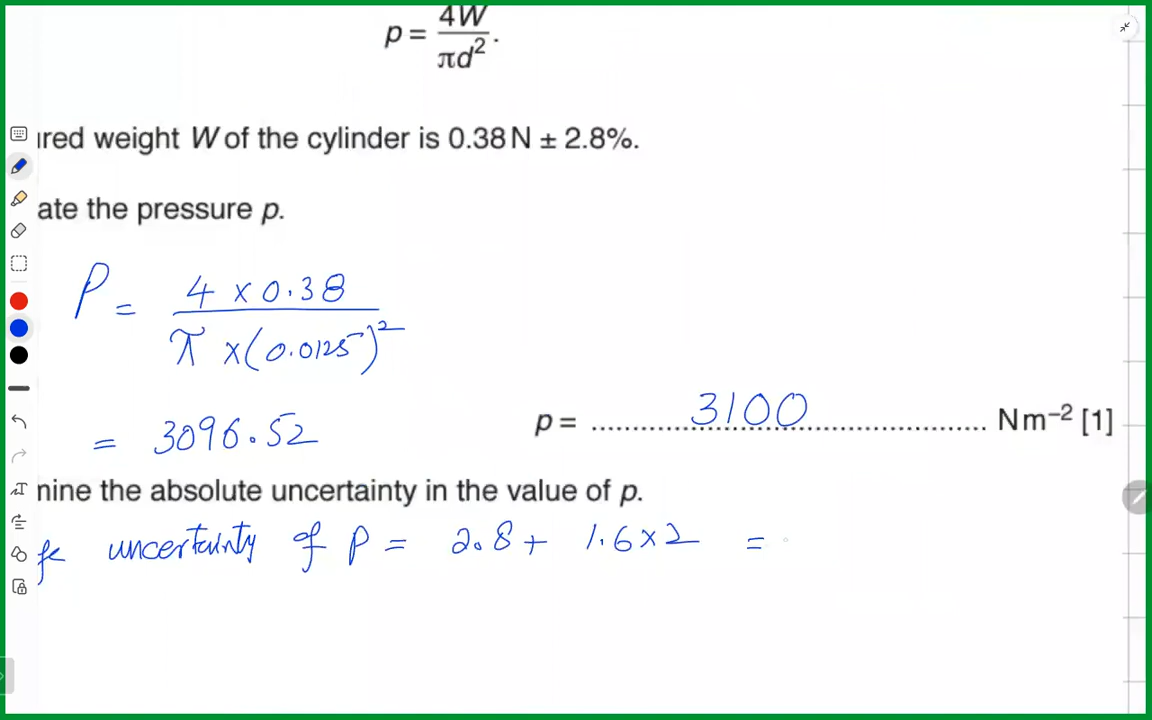 p = 4W / πd².
ured weight W of the cylinder is 0.38 N ± 2.8%.
ate the pressure p.
P = 4 × 0.38 / π × (0.0125)²
= 3096.52
p = 3100 N m⁻² [1]
mine the absolute uncertainty in the value of p.
uncertainty of P = 2.8 + 1.6 × 2 =